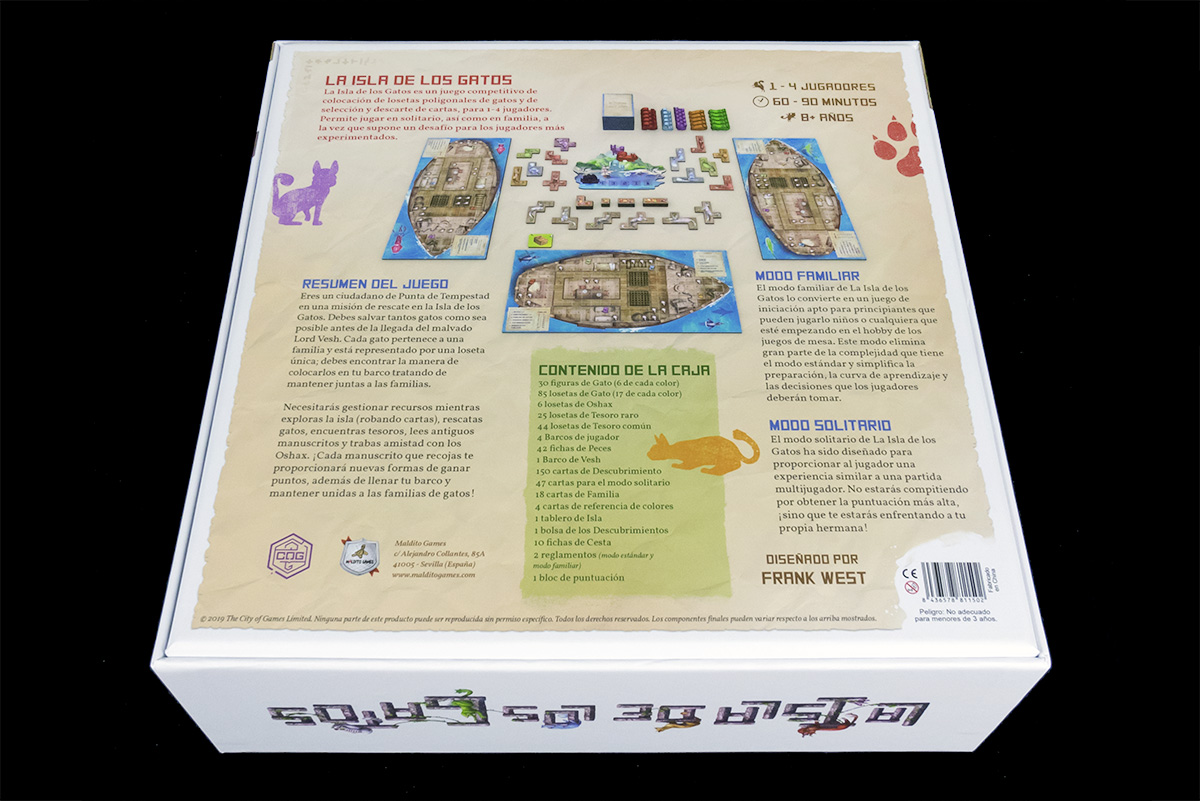 LA ISLA DE LOS GATOS
La Isla de los Gatos es un juego competitivo de
colocación de losetas poligonales de gatos y de
selección y descarte de cartas, para 1-4 jugadores.
Permite jugar en solitario, así como en familia, a
la vez que supone un desafío para los jugadores más
experimentados.
1 - 4 JUGADORES
60 - 90 MINUTOS
8+ AÑOS
RESUMEN DEL JUEGO
Eres un ciudadano de Punta de Tempestad
en una misión de rescate en la Isla de los
Gatos. Debes salvar tantos gatos como sea
posible antes de la llegada del malvado
Lord Vesh. Cada gato pertenece a una
familia y está representado por una loseta
única; debes encontrar la manera de
colocarlos en tu barco tratando de
mantener juntas a las familias.
Necesitarás gestionar recursos mientras
exploras la isla (robando cartas), rescatas
gatos, encuentras tesoros, lees antiguos
manuscritos y trabas amistad con los
Oshax. ¡Cada manuscrito que recojas te
proporcionará nuevas formas de ganar
puntos, además de llenar tu barco y
mantener unidas a las familias de gatos!
COG
MALDITO GAMES
Maldito Games
c/ Alejandro Collantes, 85A
41005 - Sevilla (España)
www.malditogames.com
CONTENIDO DE LA CAJA
30 figuras de Gato (6 de cada color)
85 losetas de Gato (17 de cada color)
6 losetas de Oshax
25 losetas de Tesoro raro
44 losetas de Tesoro común
4 Barcos de jugador
42 fichas de Peces
1 Barco de Vesh
150 cartas de Descubrimiento
47 cartas para el modo solitario
18 cartas de Familia
4 cartas de referencia de colores
1 tablero de Isla
1 bolsa de los Descubrimientos
10 fichas de Cesta
2 reglamentos (modo estándar y
modo familiar)
1 bloc de puntuación
MODO FAMILIAR
El modo familiar de La Isla de los
Gatos lo convierte en un juego de
iniciación apto para principiantes que
pueden jugarlo niños o cualquiera que
esté empezando en el hobby de los
juegos de mesa. Este modo elimina
gran parte de la complejidad que tiene
el modo estándar y simplifica la
preparación, la curva de aprendizaje y
las decisiones que los jugadores
deberán tomar.
MODO SOLITARIO
El modo solitario de La Isla de los
Gatos ha sido diseñado para
proporcionar al jugador una
experiencia similar a una partida
multijugador. No estarás compitiendo
por obtener la puntuación más alta,
¡sino que te estarás enfrentando a tu
propia hermana!
DISEÑADO POR
FRANK WEST
CE
8 436578 811502
Fabricado
en China
Peligro: No adecuado
para menores de 3 años.
© 2019 The City of Games Limited. Ninguna parte de este producto puede ser reproducida sin permiso específico. Todos los derechos reservados. Los componentes finales pueden variar respecto a los arriba mostrados.
La Isla de los Gatos